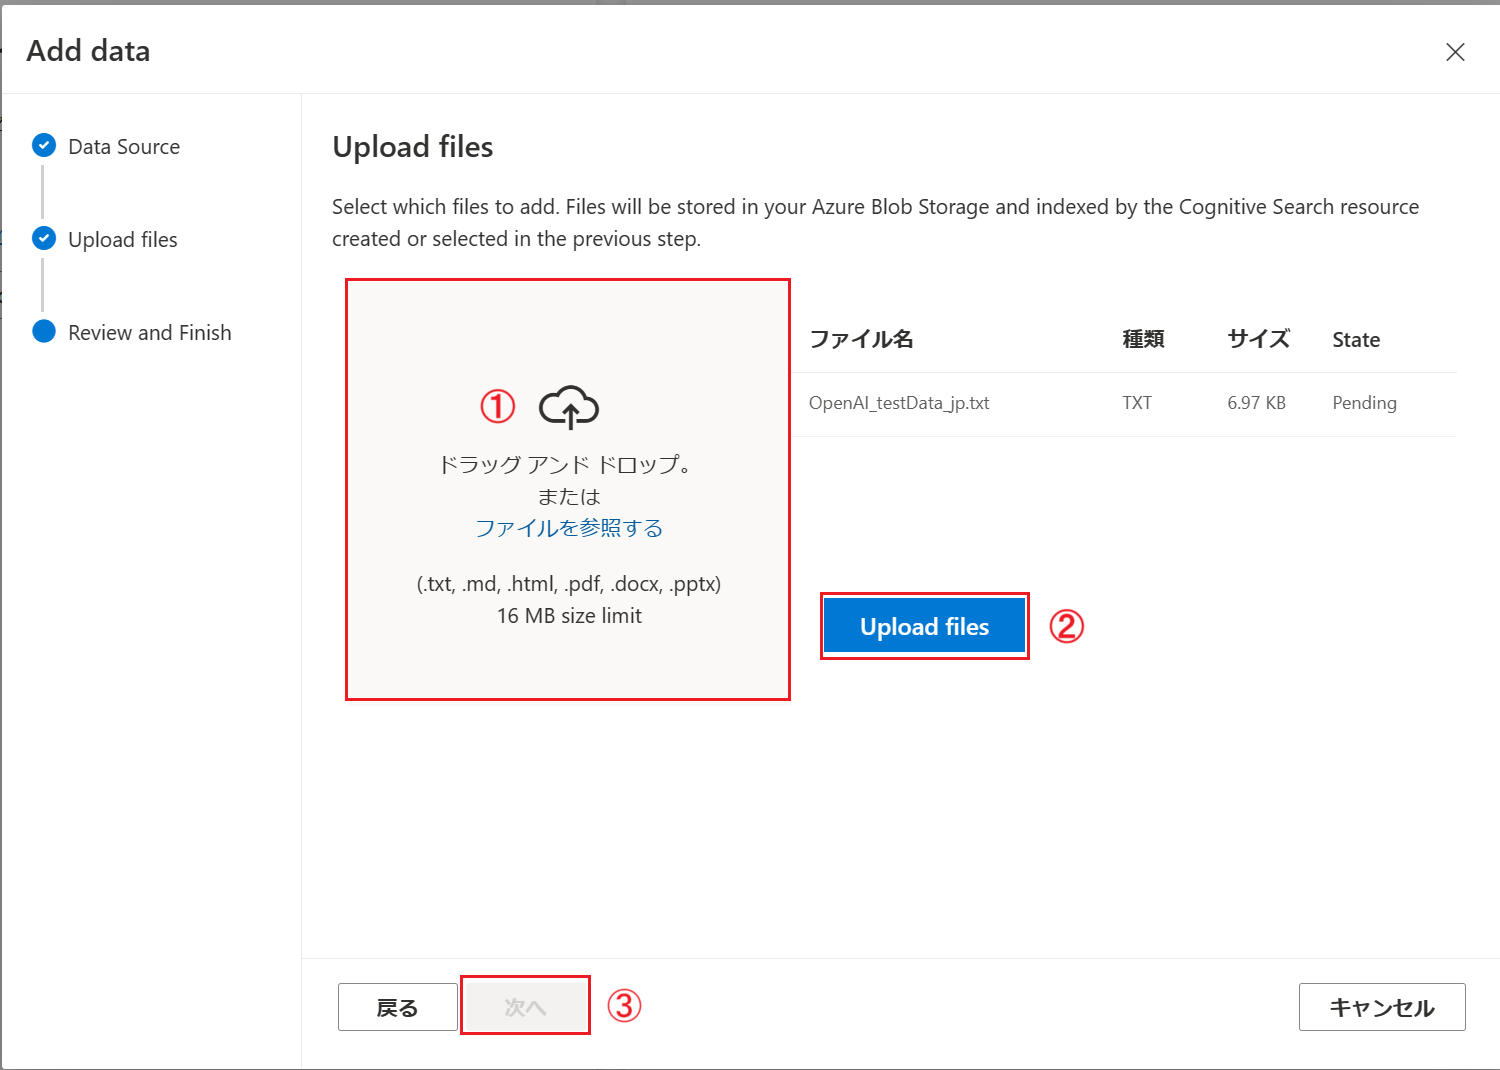 Add data
Data Source
Upload files
Review and Finish
Upload files
Select which files to add. Files will be stored in your Azure Blob Storage and indexed by the Cognitive Search resource
created or selected in the previous step.
①
ドラッグ アンド ドロップ。
または
ファイルを参照する
(.txt, .md, .html, .pdf, .docx, .pptx)
16 MB size limit
ファイル名 種類 サイズ State
OpenAI_testData_jp.txt TXT 6.97 KB Pending
Upload files ②
戻る 次へ ③ キャンセル